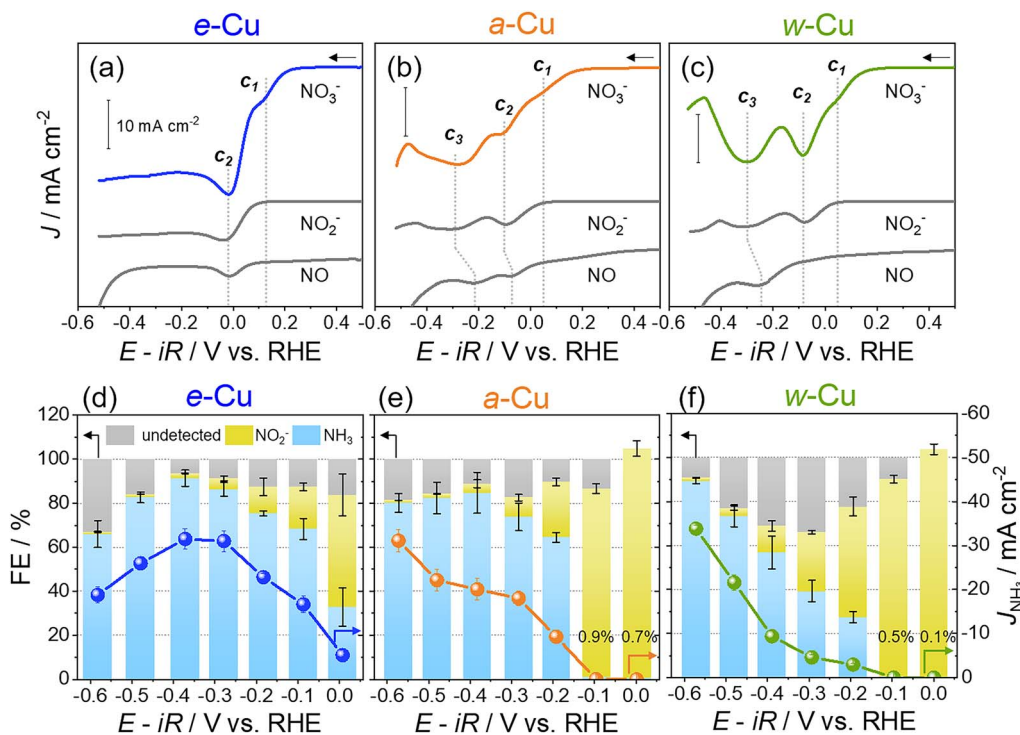 e-Cu
a-Cu
w-Cu
(a)
c1
NO3-
10 mA cm-2
c2
NO2-
NO
(b)
c1
NO3-
c2
c3
NO2-
NO
(c)
c1
NO3-
c3
c2
NO2-
NO
J / mA cm-2
-0.6 -0.4 -0.2 0.0 0.2 0.4
-0.6 -0.4 -0.2 0.0 0.2 0.4
-0.6 -0.4 -0.2 0.0 0.2 0.4
E - iR / V vs. RHE
E - iR / V vs. RHE
E - iR / V vs. RHE
e-Cu
a-Cu
w-Cu
(d)
undetected NO2- NH3
(e)
0.9% 0.7%
(f)
0.5% 0.1%
FE / %
120
100
80
60
40
20
0
-60
-50
-40
-30
-20
-10
0
JNH3 / mA cm-2
-0.6 -0.5 -0.4 -0.3 -0.2 -0.1 0.0
-0.6 -0.5 -0.4 -0.3 -0.2 -0.1 0.0
-0.6 -0.5 -0.4 -0.3 -0.2 -0.1 0.0
E - iR / V vs. RHE
E - iR / V vs. RHE
E - iR / V vs. RHE